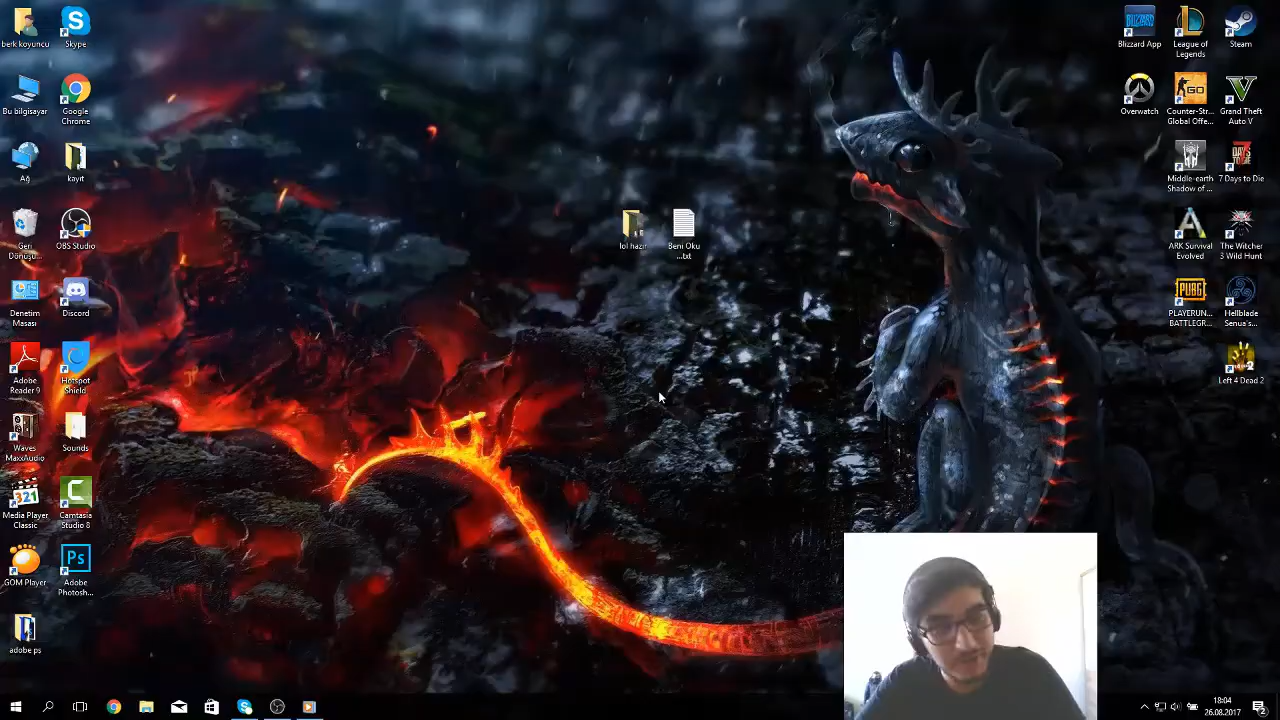 berk koyuncu
Skype
Bu bilgisayar
Google
Chrome
Ağ
kayıt
Geri
Dönüşü...
OBS Studio
Denetim
Masası
Discord
Adobe
Reader 9
Hotspot
Shield
Waves
MaxxAudio
Sounds
Media Player
Classic
Camtasia
Studio 8
GOM Player
Adobe
Photosh...
adobe ps
lol hazır
Beni Oku
...txt
Blizzard App
League of
Legends
Steam
Overwatch
Counter-Str...
Global Offe...
Grand Theft
Auto V
Middle-earth
Shadow of ...
7 Days to Die
ARK Survival
Evolved
The Witcher
3 Wild Hunt
PLAYERUN...
BATTLEGR...
Hellblade
Senua's...
Left 4 Dead 2
18:04
26.08.2017